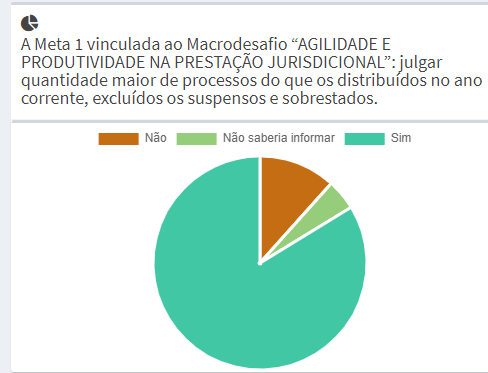 A Meta 1 vinculada ao Macrodesafio “AGILIDADE E
PRODUTIVIDADE NA PRESTAÇÃO JURISDICIONAL”: julgar
quantidade maior de processos do que os distribuídos no ano
corrente, excluídos os suspensos e sobrestados.
Não Não saberia informar Sim